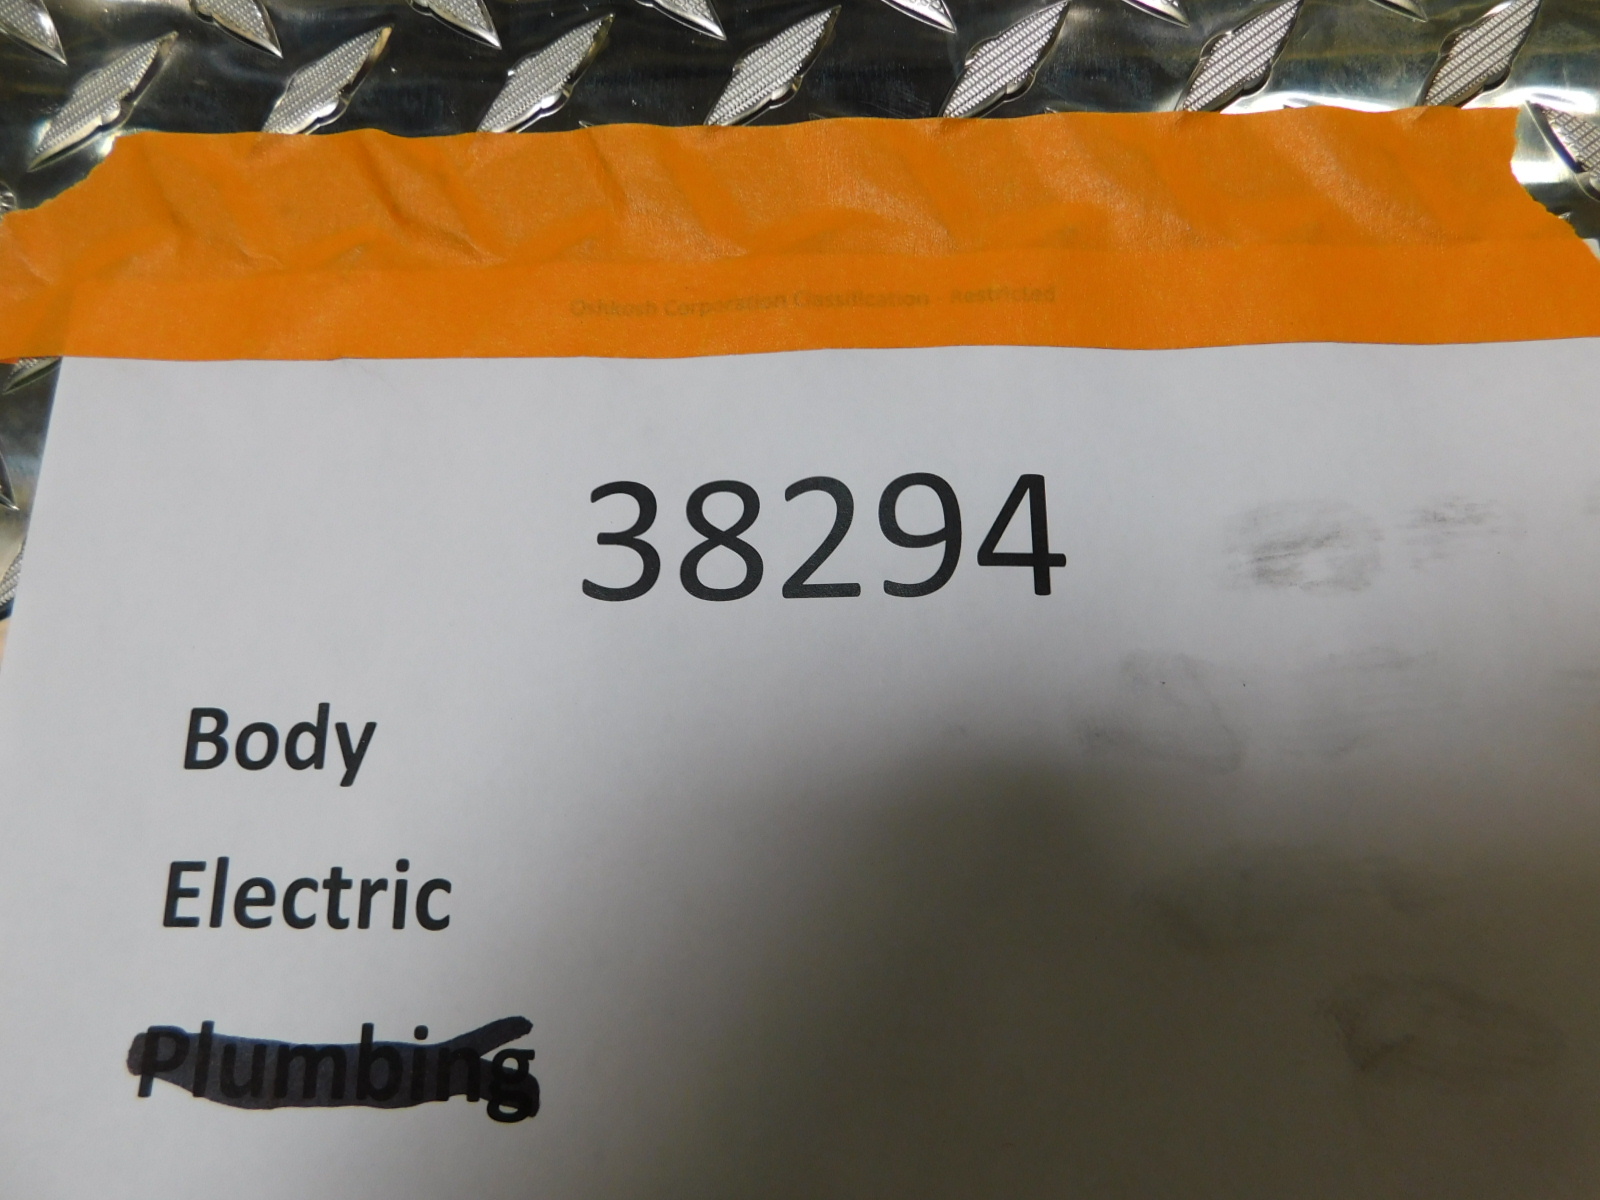 Oshkosh Corporation Classification - Restricted
38294
Body
Electric
Plumbing